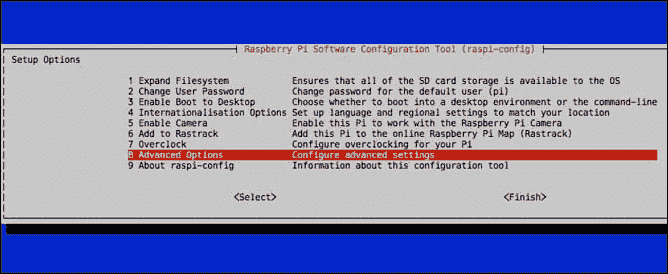 Raspberry Pi Software Configuration Tool (raspi-config)
Setup Options
1 Expand Filesystem Ensures that all of the SD card storage is available to the OS
2 Change User Password Change password for the default user (pi)
3 Enable Boot to Desktop Choose whether to boot into a desktop environment or the command-line
4 Internationalisation Options Set up language and regional settings to match your location
5 Enable Camera Enable this Pi to work with the Raspberry Pi Camera
6 Add to Rastrack Add this Pi to the online Raspberry Pi Map (Rastrack)
7 Overclock Configure overclocking for your Pi
8 Advanced Options Configure advanced settings
9 About raspi-config Information about this configuration tool
<Select> <Finish>